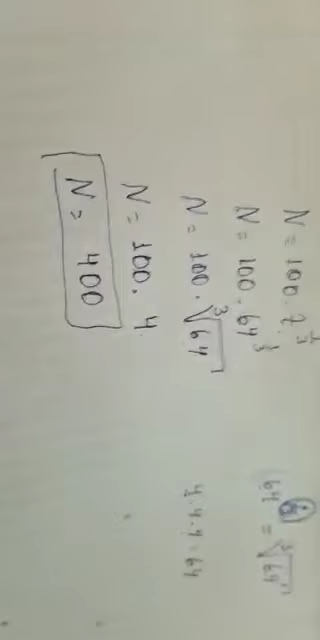 N = 100 . z^{1/3}
N = 100 . 64^{1/3}
N = 100 . ∛64
N = 100 . 4
N = 400
64^{1/3} = ∛64
4.4.4=64